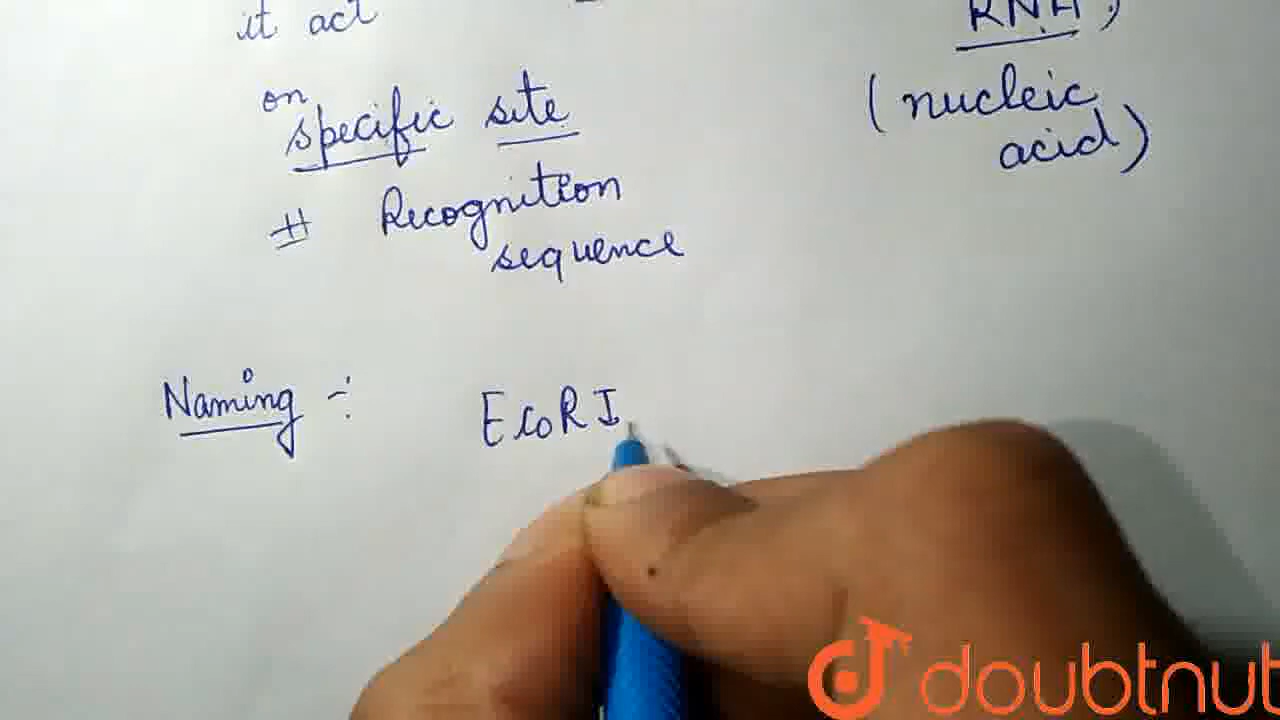 it act
on
specific site
# Recognition
sequence
RNA)
(nucleic
acid)
Naming :-
EcoRI
doubtnut